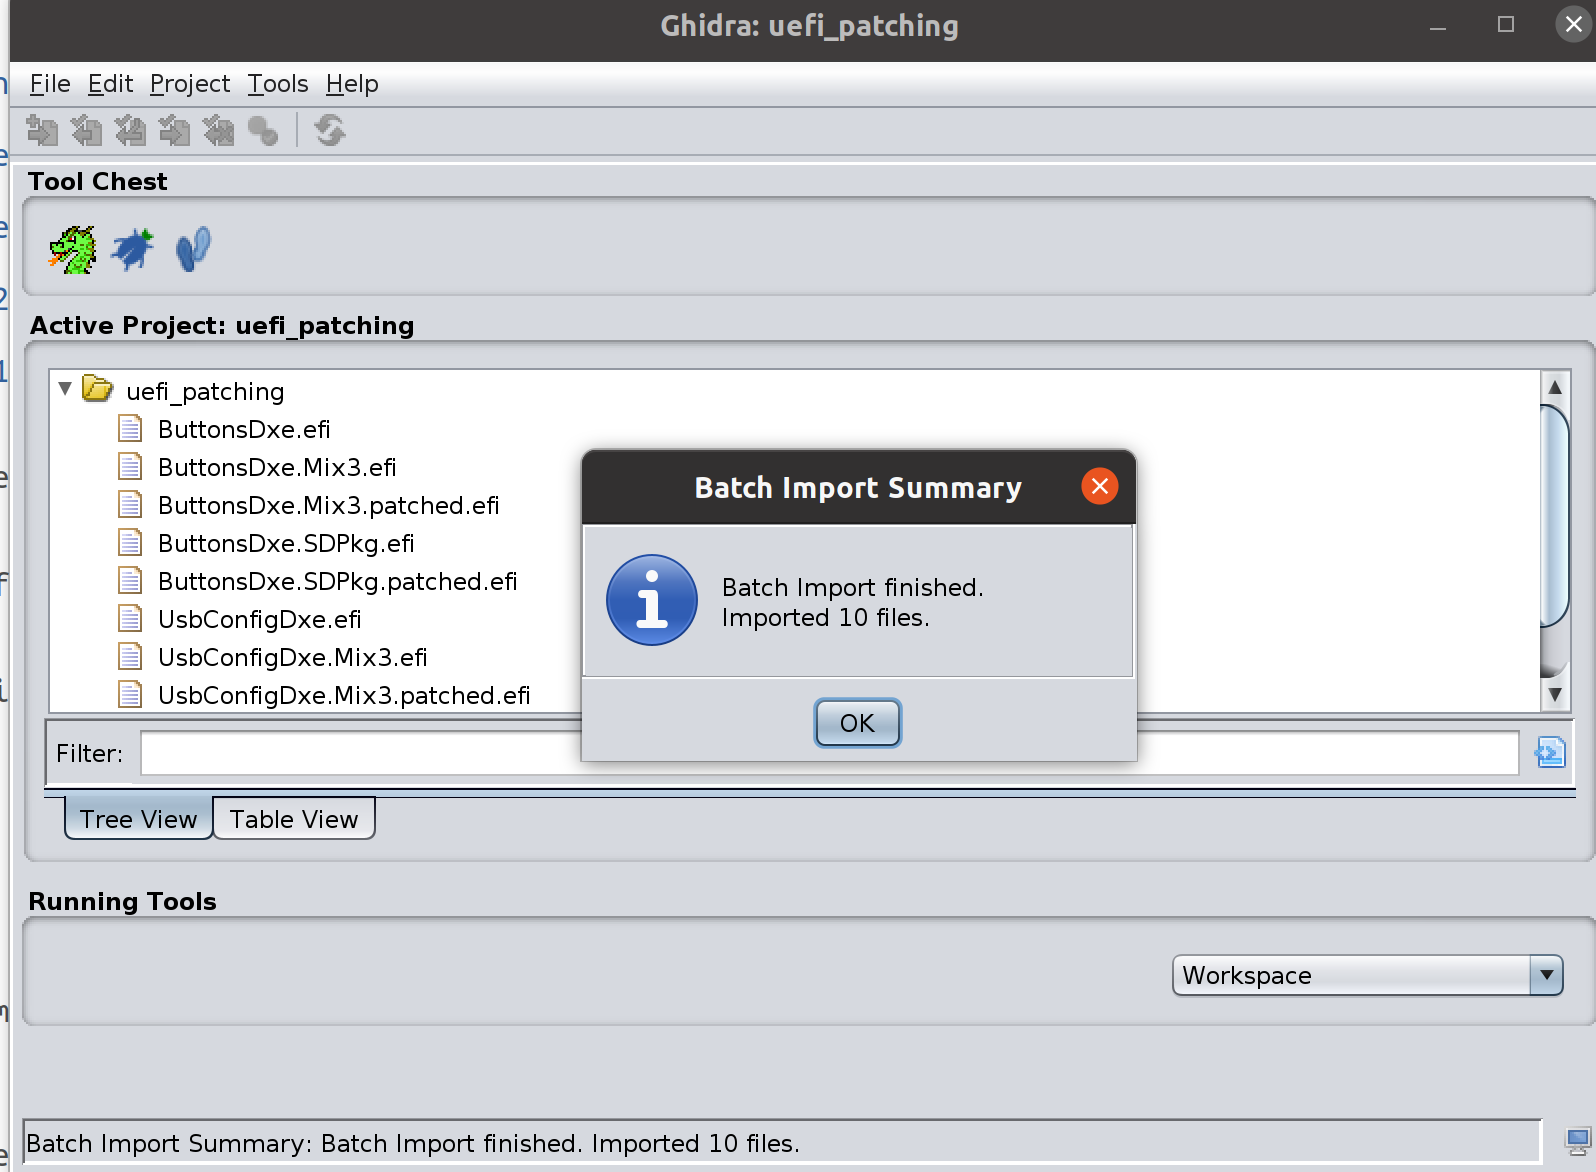 Ghidra: uefi_patching
File Edit Project Tools Help
Tool Chest
Active Project: uefi_patching
uefi_patching
ButtonsDxe.efi
ButtonsDxe.Mix3.efi
ButtonsDxe.Mix3.patched.efi
ButtonsDxe.SDPkg.efi
ButtonsDxe.SDPkg.patched.efi
UsbConfigDxe.efi
UsbConfigDxe.Mix3.efi
UsbConfigDxe.Mix3.patched.efi
Batch Import Summary
Batch Import finished.
Imported 10 files.
OK
Filter:
Tree View Table View
Running Tools
Workspace
Batch Import Summary: Batch Import finished. Imported 10 files.